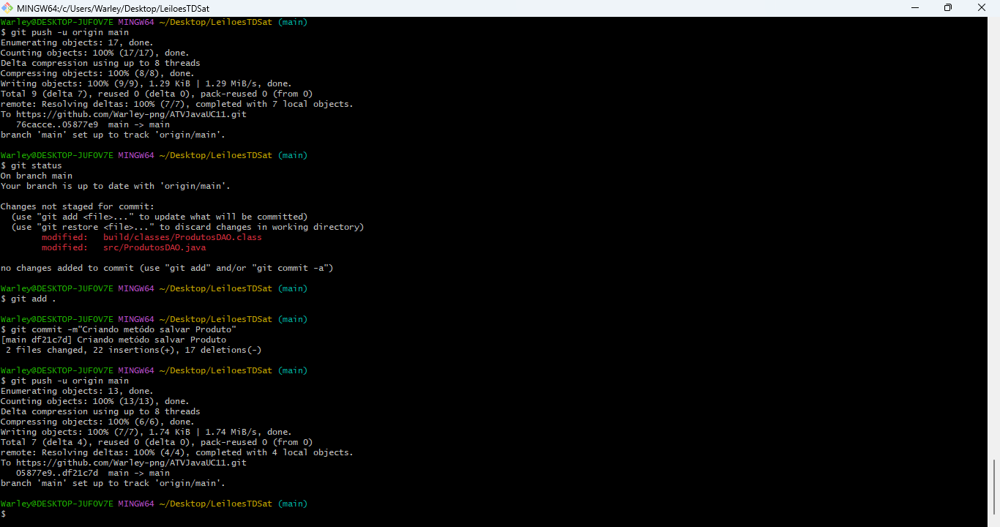 MINGW64:/c/Users/Warley/Desktop/LeiloesTDSat
Warley@DESKTOP-JUFOV7E MINGW64 ~/Desktop/LeiloesTDSat (main)
$ git push -u origin main
Enumerating objects: 17, done.
Counting objects: 100% (17/17), done.
Delta compression using up to 8 threads
Compressing objects: 100% (8/8), done.
Writing objects: 100% (9/9), 1.29 KiB | 1.29 MiB/s, done.
Total 9 (delta 7), reused 0 (delta 0), pack-reused 0 (from 0)
remote: Resolving deltas: 100% (7/7), completed with 7 local objects.
To https://github.com/Warley-png/ATVJavaUC11.git
   76cacce..05877e9  main -> main
branch 'main' set up to track 'origin/main'.

Warley@DESKTOP-JUFOV7E MINGW64 ~/Desktop/LeiloesTDSat (main)
$ git status
On branch main
Your branch is up to date with 'origin/main'.

Changes not staged for commit:
  (use "git add <file>..." to update what will be committed)
  (use "git restore <file>..." to discard changes in working directory)
        modified:   build/classes/ProdutosDAO.class
        modified:   src/ProdutosDAO.java

no changes added to commit (use "git add" and/or "git commit -a")

Warley@DESKTOP-JUFOV7E MINGW64 ~/Desktop/LeiloesTDSat (main)
$ git add .

Warley@DESKTOP-JUFOV7E MINGW64 ~/Desktop/LeiloesTDSat (main)
$ git commit -m"Criando metódo salvar Produto"
[main df21c7d] Criando metódo salvar Produto
 2 files changed, 22 insertions(+), 17 deletions(-)

Warley@DESKTOP-JUFOV7E MINGW64 ~/Desktop/LeiloesTDSat (main)
$ git push -u origin main
Enumerating objects: 13, done.
Counting objects: 100% (13/13), done.
Delta compression using up to 8 threads
Compressing objects: 100% (6/6), done.
Writing objects: 100% (7/7), 1.74 KiB | 1.74 MiB/s, done.
Total 7 (delta 4), reused 0 (delta 0), pack-reused 0 (from 0)
remote: Resolving deltas: 100% (4/4), completed with 4 local objects.
To https://github.com/Warley-png/ATVJavaUC11.git
   05877e9..df21c7d  main -> main
branch 'main' set up to track 'origin/main'.

Warley@DESKTOP-JUFOV7E MINGW64 ~/Desktop/LeiloesTDSat (main)
$